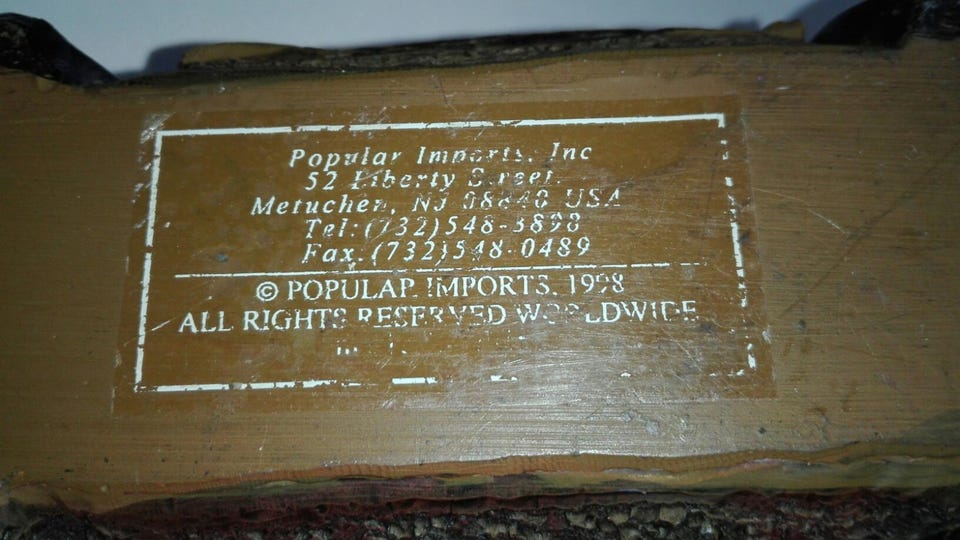 Popular Imports, Inc
52 Liberty Street.
Metuchen, NJ 08840 USA
Tel:(732)548-3898
Fax.(732)548-0489
© POPULAR IMPORTS, 1998
ALL RIGHTS RESERVED WORLDWIDE